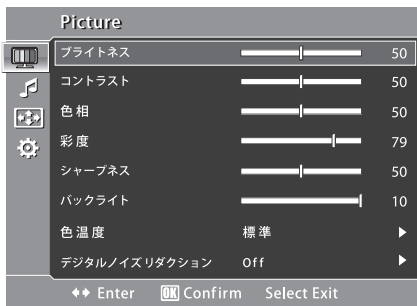 Picture
ブライトネス 50
コントラスト 50
色相 50
彩度 79
シャープネス 50
バックライト 10
色温度 標準
デジタルノイズリダクション Off
Enter OK Confirm Select Exit